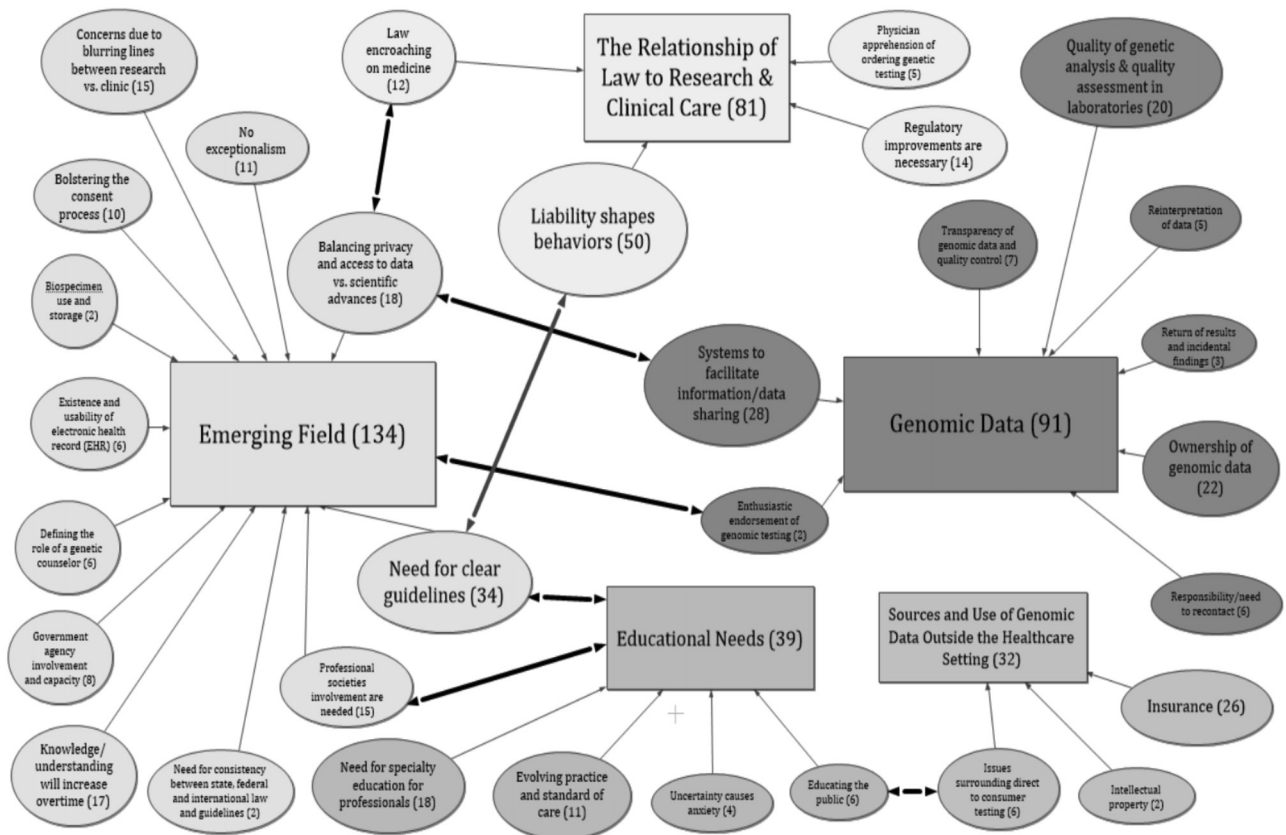 Concerns due to
blurring lines
between research
vs. clinic (15)
Law
encroaching
on medicine
(12)
The Relationship of
Law to Research &
Clinical Care (81)
Physician
apprehension of
ordering genetic
testing (5)
Quality of genetic
analysis & quality
assessment in
laboratories (20)
No
exceptionalism
(11)
Regulatory
improvements are
necessary (14)
Bolstering the
consent
process (10)
Liability shapes
behaviors (50)
Balancing privacy
and access to data
vs. scientific
advances (18)
Transparency of
genomic data and
quality control (7)
Reinterpretation
of data (5)
Biospecimen
use and
storage (2)
Systems to
facilitate
information/data
sharing (28)
Return of results
and incidental
findings (3)
Existence and
usability of
electronic health
record (EHR) (6)
Emerging Field (134)
Genomic Data (91)
Ownership of
genomic data
(22)
Enthusiastic
endorsement of
genomic testing (2)
Defining the
role of a genetic
counselor (6)
Need for clear
guidelines (34)
Responsibility/need
to recontact (6)
Government
agency
involvement
and capacity (8)
Professional
societies
involvement are
needed (15)
Educational Needs (39)
Sources and Use of Genomic
Data Outside the Healthcare
Setting (32)
Insurance (26)
Knowledge/
understanding
will increase
overtime (17)
Need for consistency
between state, federal
and international law
and guidelines (2)
Need for specialty
education for
professionals (18)
Evolving practice
and standard of
care (11)
Uncertainty causes
anxiety (4)
Educating
the public (6)
Issues
surrounding direct
to consumer
testing (6)
Intellectual
property (2)